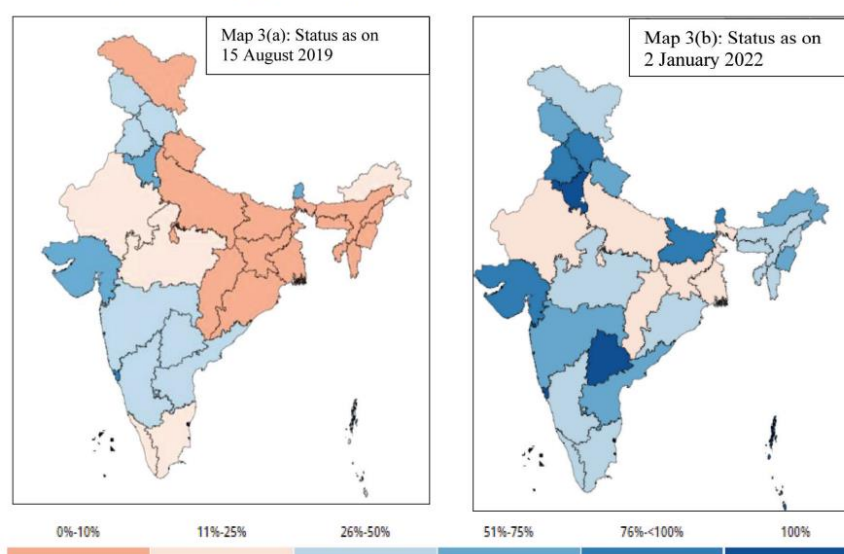 Map 3(a): Status as on
15 August 2019
Map 3(b): Status as on
2 January 2022
0%-10% 11%-25% 26%-50% 51%-75% 76%-<100% 100%